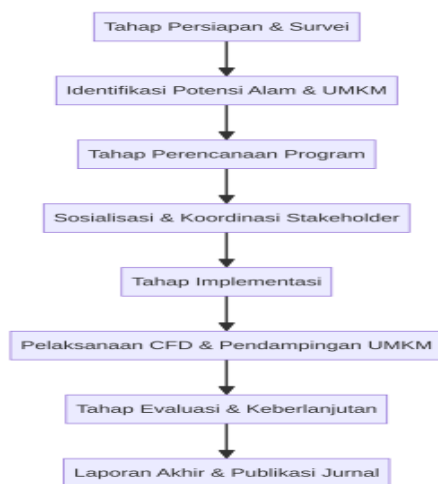 Tahap Persiapan & Survei
Identifikasi Potensi Alam & UMKM
Tahap Perencanaan Program
Sosialisasi & Koordinasi Stakeholder
Tahap Implementasi
Pelaksanaan CFD & Pendampingan UMKM
Tahap Evaluasi & Keberlanjutan
Laporan Akhir & Publikasi Jurnal